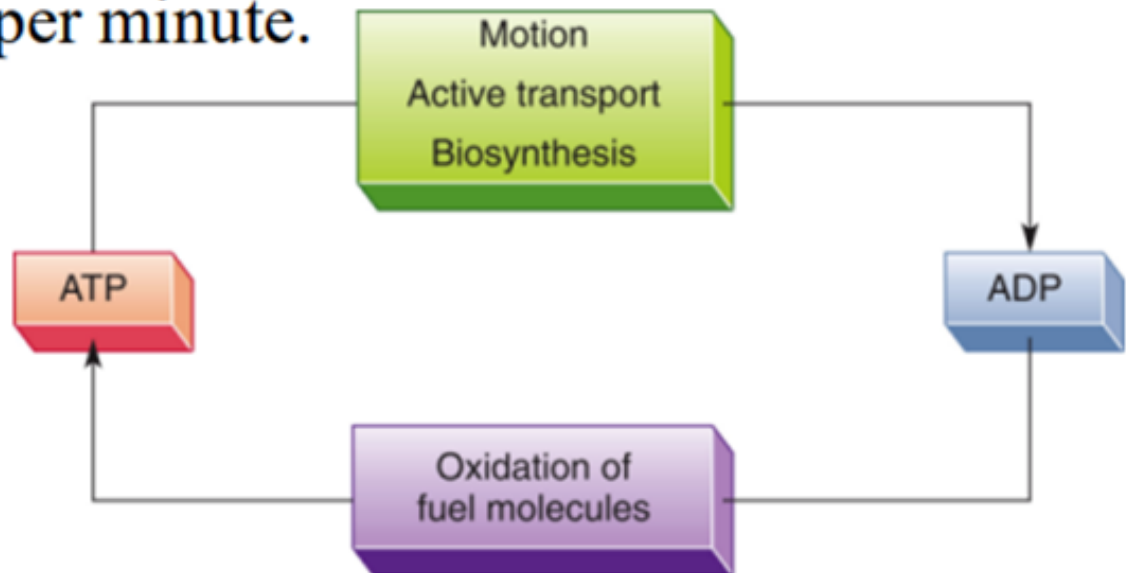 per minute.
Motion
Active transport
Biosynthesis
ATP
ADP
Oxidation of
fuel molecules